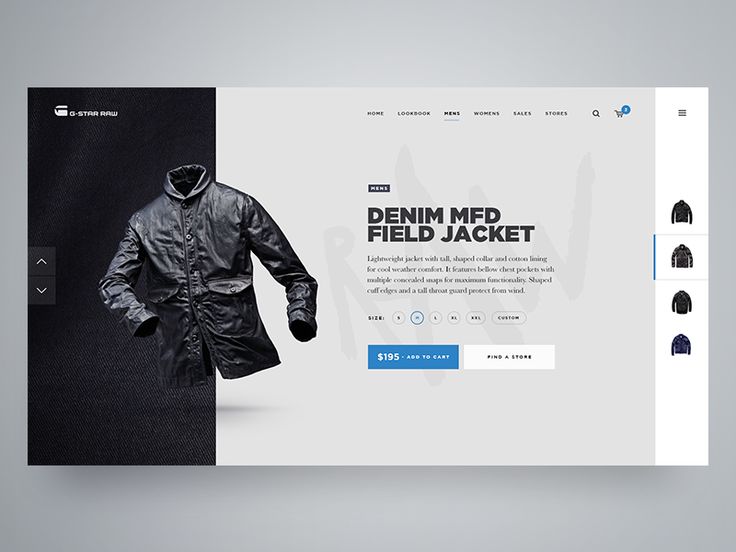 G-STAR RAW
HOME LOOKBOOK MENS WOMENS SALES STORES
2
MENS
DENIM MFD
FIELD JACKET
RAW
Lightweight jacket with tall, shaped collar and cotton lining
for cool weather comfort. It features bellow chest pockets with
multiple concealed snaps for maximum functionality. Shaped
cuff edges and a tall throat guard protect from wind.
SIZE: S M L XL XXL CUSTOM
$195 - ADD TO CART
FIND A STORE